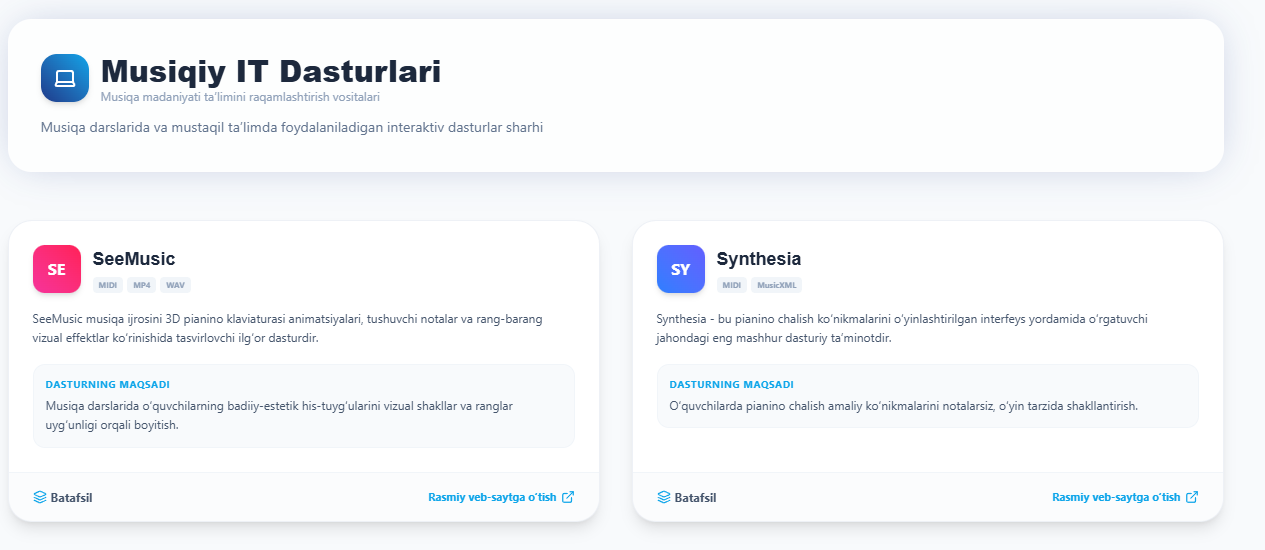 Musiqiy IT Dasturlari
Musiqa madaniyati ta’limini raqamlashtirish vositalari
Musiqa darslarida va mustaqil ta’limda foydalaniladigan interaktiv dasturlar sharhi
SE
SeeMusic
MIDI MP4 WAV
SeeMusic musiqa ijrosini 3D pianino klaviaturasi animatsiyalari, tushuvchi notalar va rang-barang
vizual effektlar ko‘rinishida tasvirlovchi ilg‘or dasturdir.
DASTURNING MAQSADI
Musiqa darslarida o‘quvchilarning badiiy-estetik his-tuyg‘ularini vizual shakllar va ranglar
uyg‘unligi orqali boyitish.
Batafsil
Rasmiy veb-saytga o‘tish
SY
Synthesia
MIDI MusicXML
Synthesia - bu pianino chalish ko‘nikmalarini o‘yinlashtirilgan interfeys yordamida o‘rgatuvchi
jahondagi eng mashhur dasturiy ta’minotdir.
DASTURNING MAQSADI
O‘quvchilarda pianino chalish amaliy ko‘nikmalarini notalarsiz, o‘yin tarzida shakllantirish.
Batafsil
Rasmiy veb-saytga o‘tish